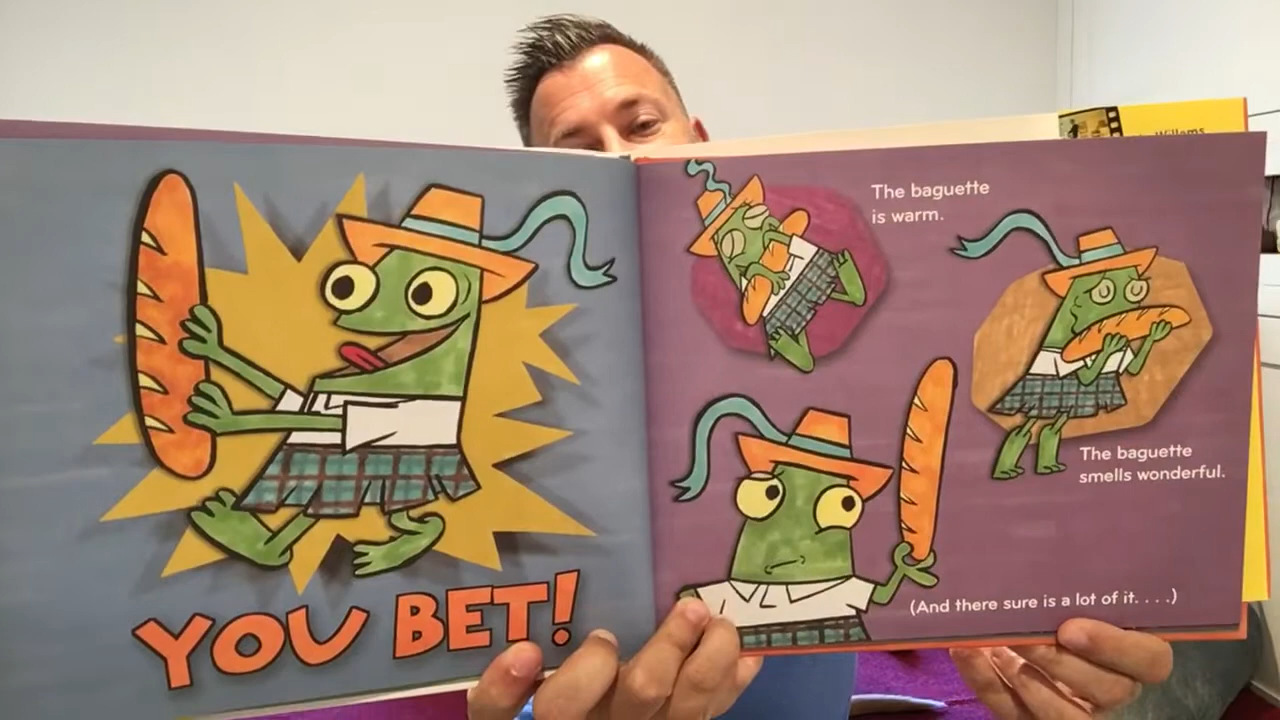 YOU BET!
The baguette
is warm.
The baguette
smells wonderful.
(And there sure is a lot of it. . . .)
Willems